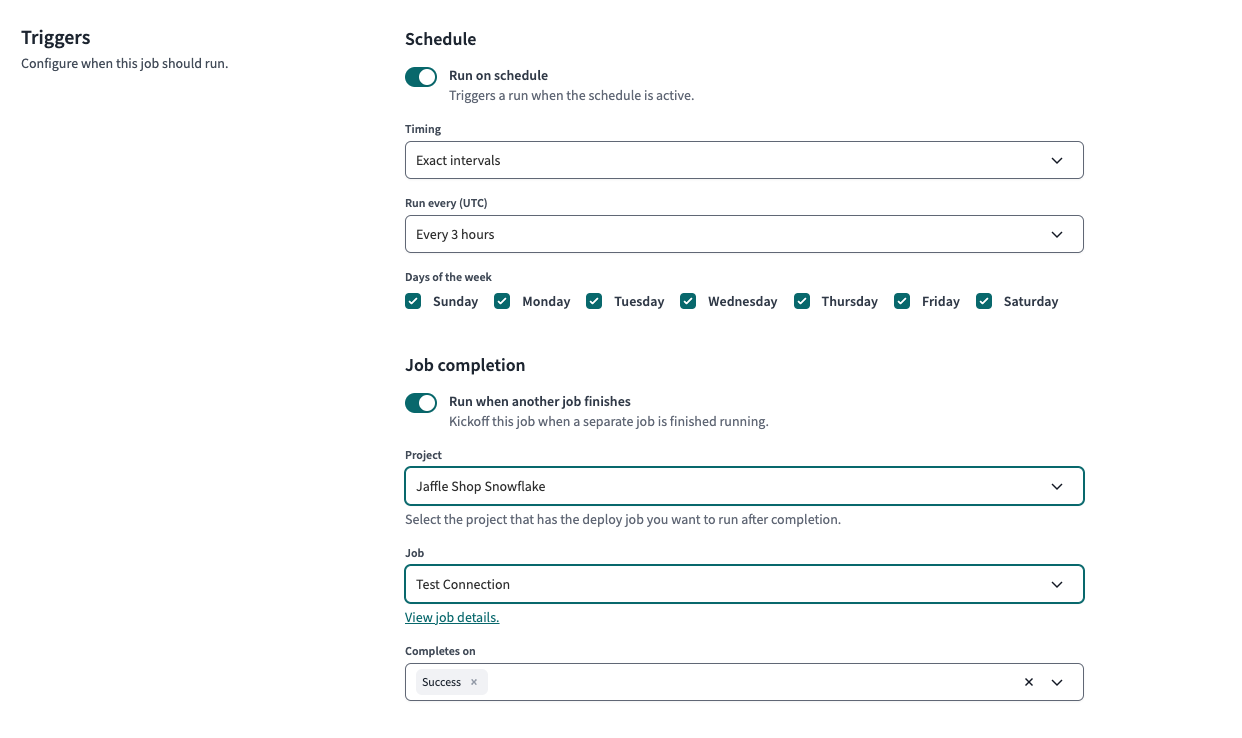 Triggers
Configure when this job should run.
Schedule
Run on schedule
Triggers a run when the schedule is active.
Timing
Exact intervals
Run every (UTC)
Every 3 hours
Days of the week
Sunday Monday Tuesday Wednesday Thursday Friday Saturday
Job completion
Run when another job finishes
Kickoff this job when a separate job is finished running.
Project
Jaffle Shop Snowflake
Select the project that has the deploy job you want to run after completion.
Job
Test Connection
View job details.
Completes on
Success